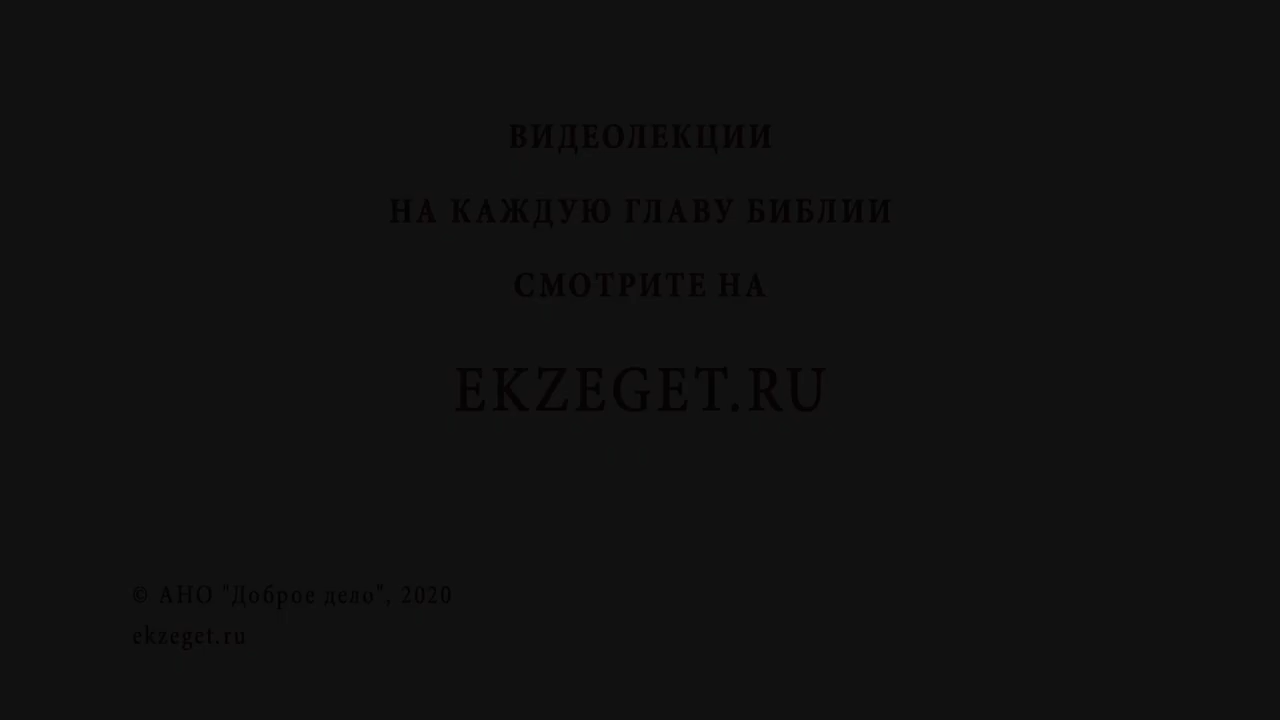 ВИДЕОЛЕКЦИИ
НА КАЖДУЮ ГЛАВУ БИБЛИИ
СМОТРИТЕ НА
EKZEGET.RU
© АНО "Доброе дело", 2020
ekzeget.ru